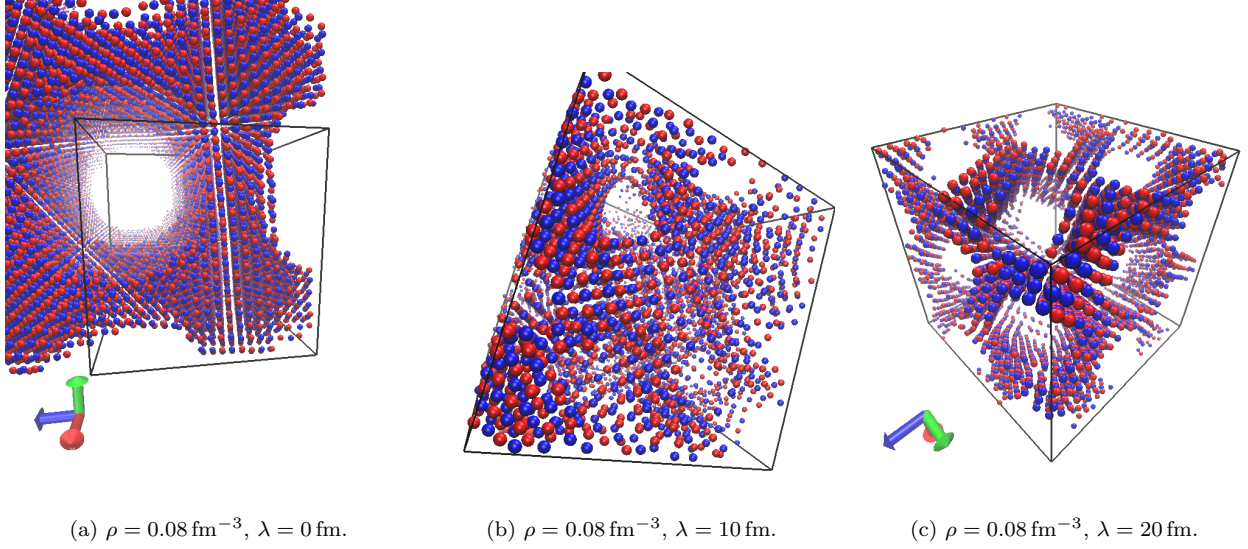 (a) ρ = 0.08 fm⁻³, λ = 0 fm.
(b) ρ = 0.08 fm⁻³, λ = 10 fm.
(c) ρ = 0.08 fm⁻³, λ = 20 fm.